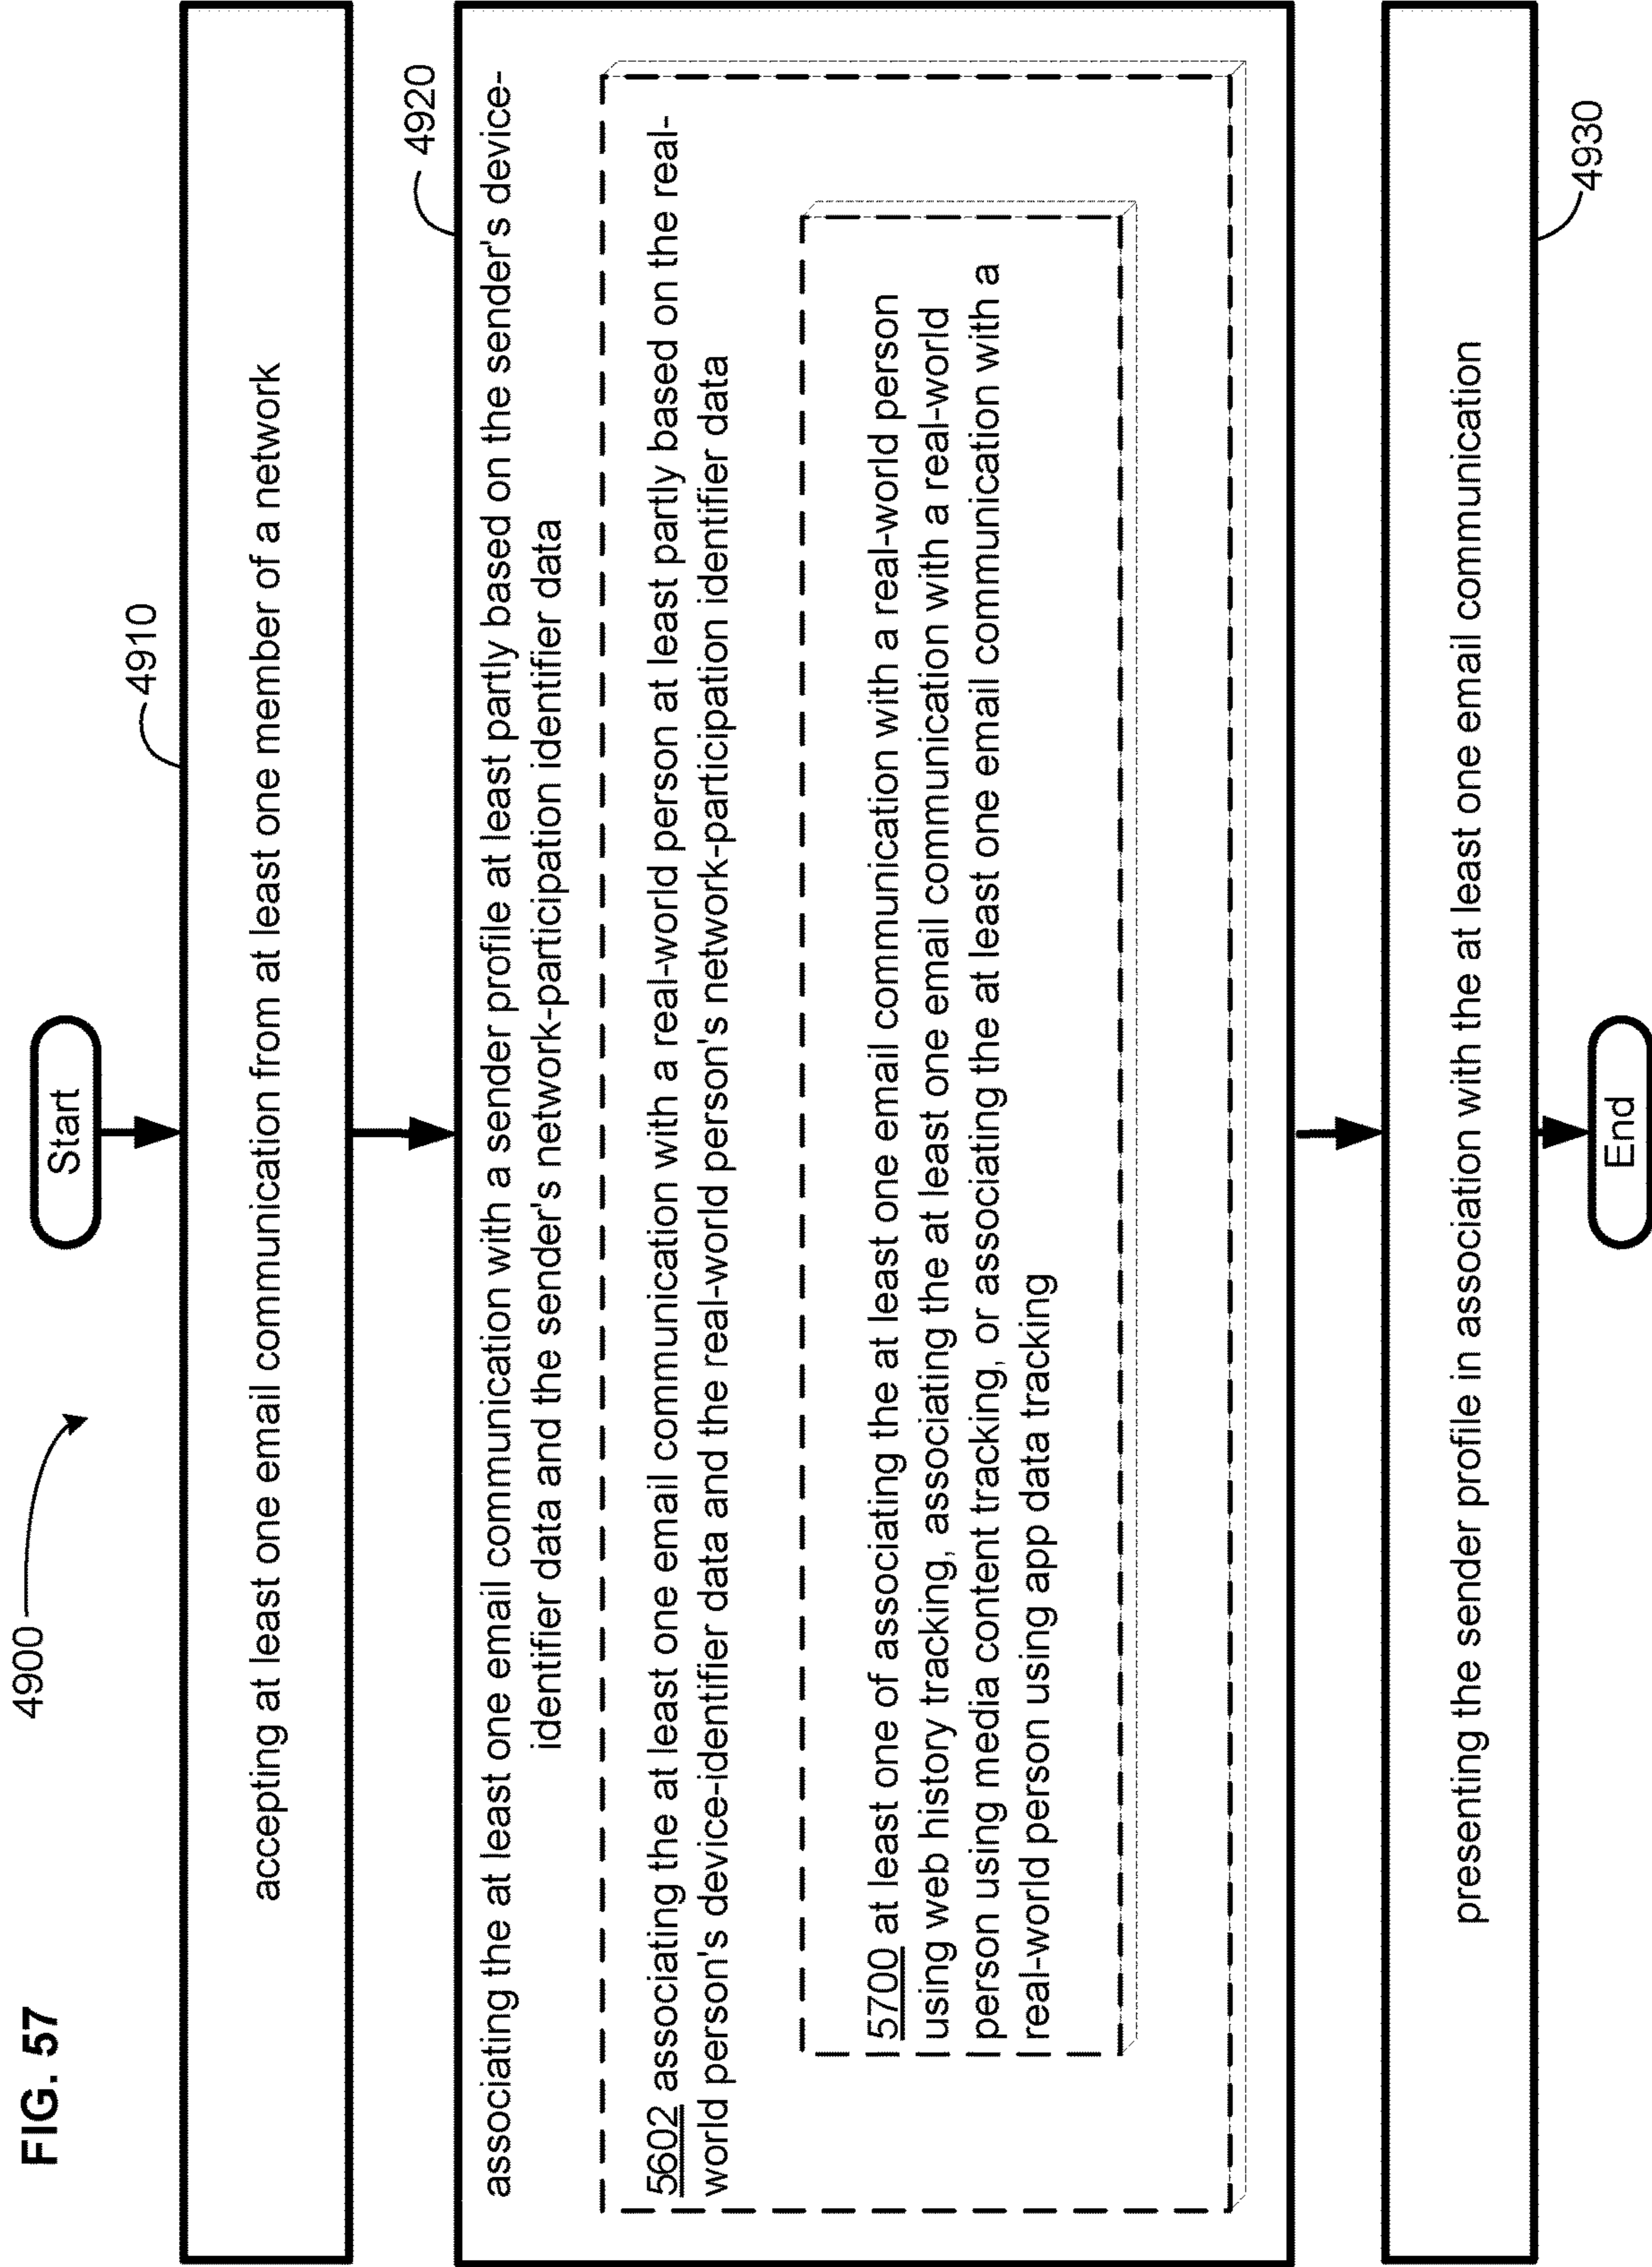 FIG. 57
4900
Start
4910
accepting at least one email communication from at least one member of a network
4920
associating the at least one email communication with a sender profile at least partly based on the sender's device-
identifier data and the sender's network-participation identifier data
5602 associating the at least one email communication with a real-world person at least partly based on the real-
world person's device-identifier data and the real-world person's network-participation identifier data
5700 at least one of associating the at least one email communication with a real-world person
using web history tracking, associating the at least one email communication with a real-world
person using media content tracking, or associating the at least one email communication with a
real-world person using app data tracking
presenting the sender profile in association with the at least one email communication
4930
End